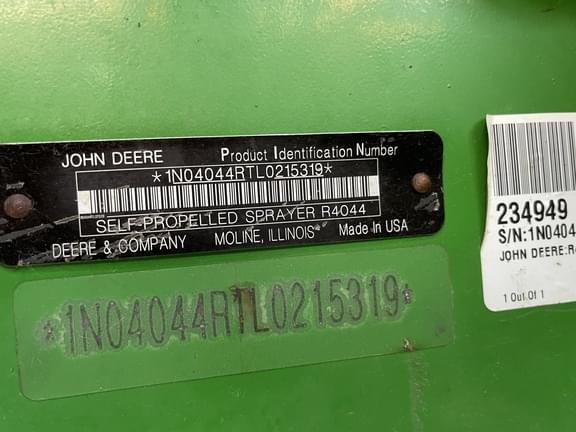 JOHN DEERE Product Identification Number
*1N04044RTL0215319*
SELF-PROPELLED SPRAYER R4044
DEERE & COMPANY MOLINE, ILLINOIS Made In USA
*1N04044RTL0215319*
234949
S/N:1N0404
JOHN DEERE:R4
1 Out Of 1